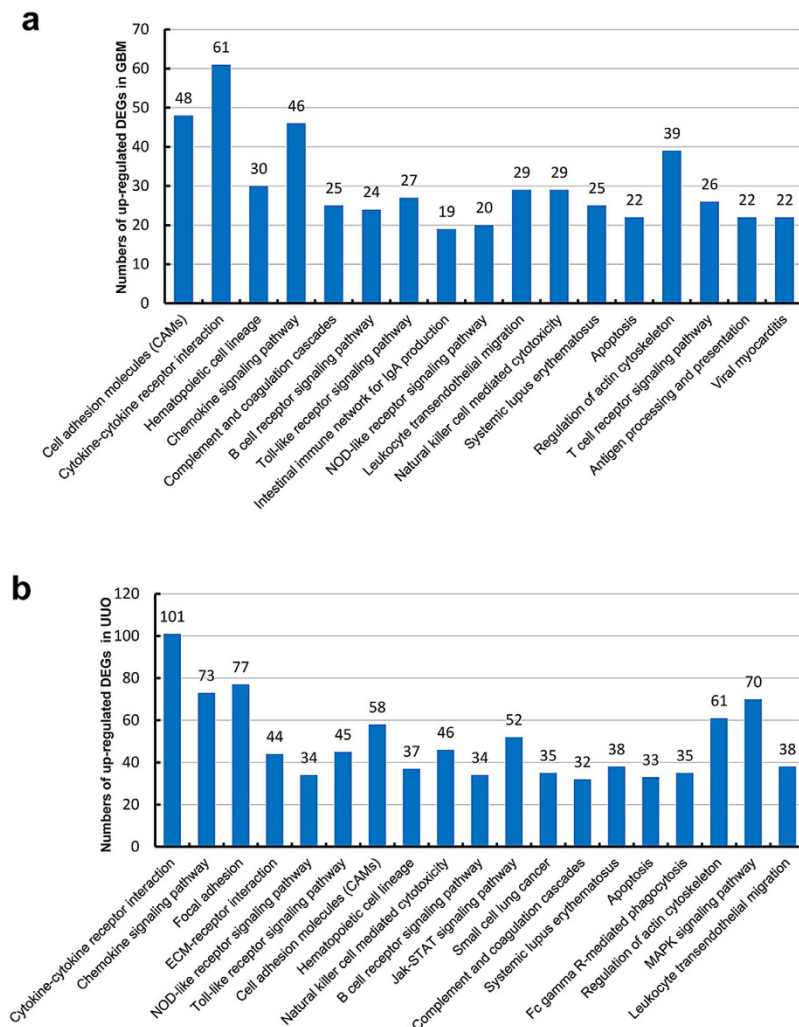 a
Numbers of up-regulated DEGs in GBM
70
60
50
40
30
20
10
0
48
61
30
46
25
24
27
19
20
29
29
25
22
39
26
22
22
Cell adhesion molecules (CAMs)
Cytokine-cytokine receptor interaction
Hematopoietic cell lineage
Chemokine signaling pathway
Complement and coagulation cascades
B cell receptor signaling pathway
Toll-like receptor signaling pathway
Intestinal immune network for IgA production
NOD-like receptor signaling pathway
Leukocyte transendothelial migration
Natural killer cell mediated cytotoxicity
Systemic lupus erythematosus
Apoptosis
Regulation of actin cytoskeleton
T cell receptor signaling pathway
Antigen processing and presentation
Viral myocarditis
b
Numbers of up-regulated DEGs in UUO
120
100
80
60
40
20
0
101
73
77
44
34
45
58
37
46
34
52
35
32
38
33
35
61
70
38
Cytokine-cytokine receptor interaction
Chemokine signaling pathway
Focal adhesion
ECM-receptor interaction
NOD-like receptor signaling pathway
Toll-like receptor signaling pathway
Cell adhesion molecules (CAMs)
Hematopoietic cell lineage
Natural killer cell mediated cytotoxicity
B cell receptor signaling pathway
Jak-STAT signaling pathway
Small cell lung cancer
Complement and coagulation cascades
Systemic lupus erythematosus
Apoptosis
Fc gamma R-mediated phagocytosis
Regulation of actin cytoskeleton
MAPK signaling pathway
Leukocyte transendothelial migration